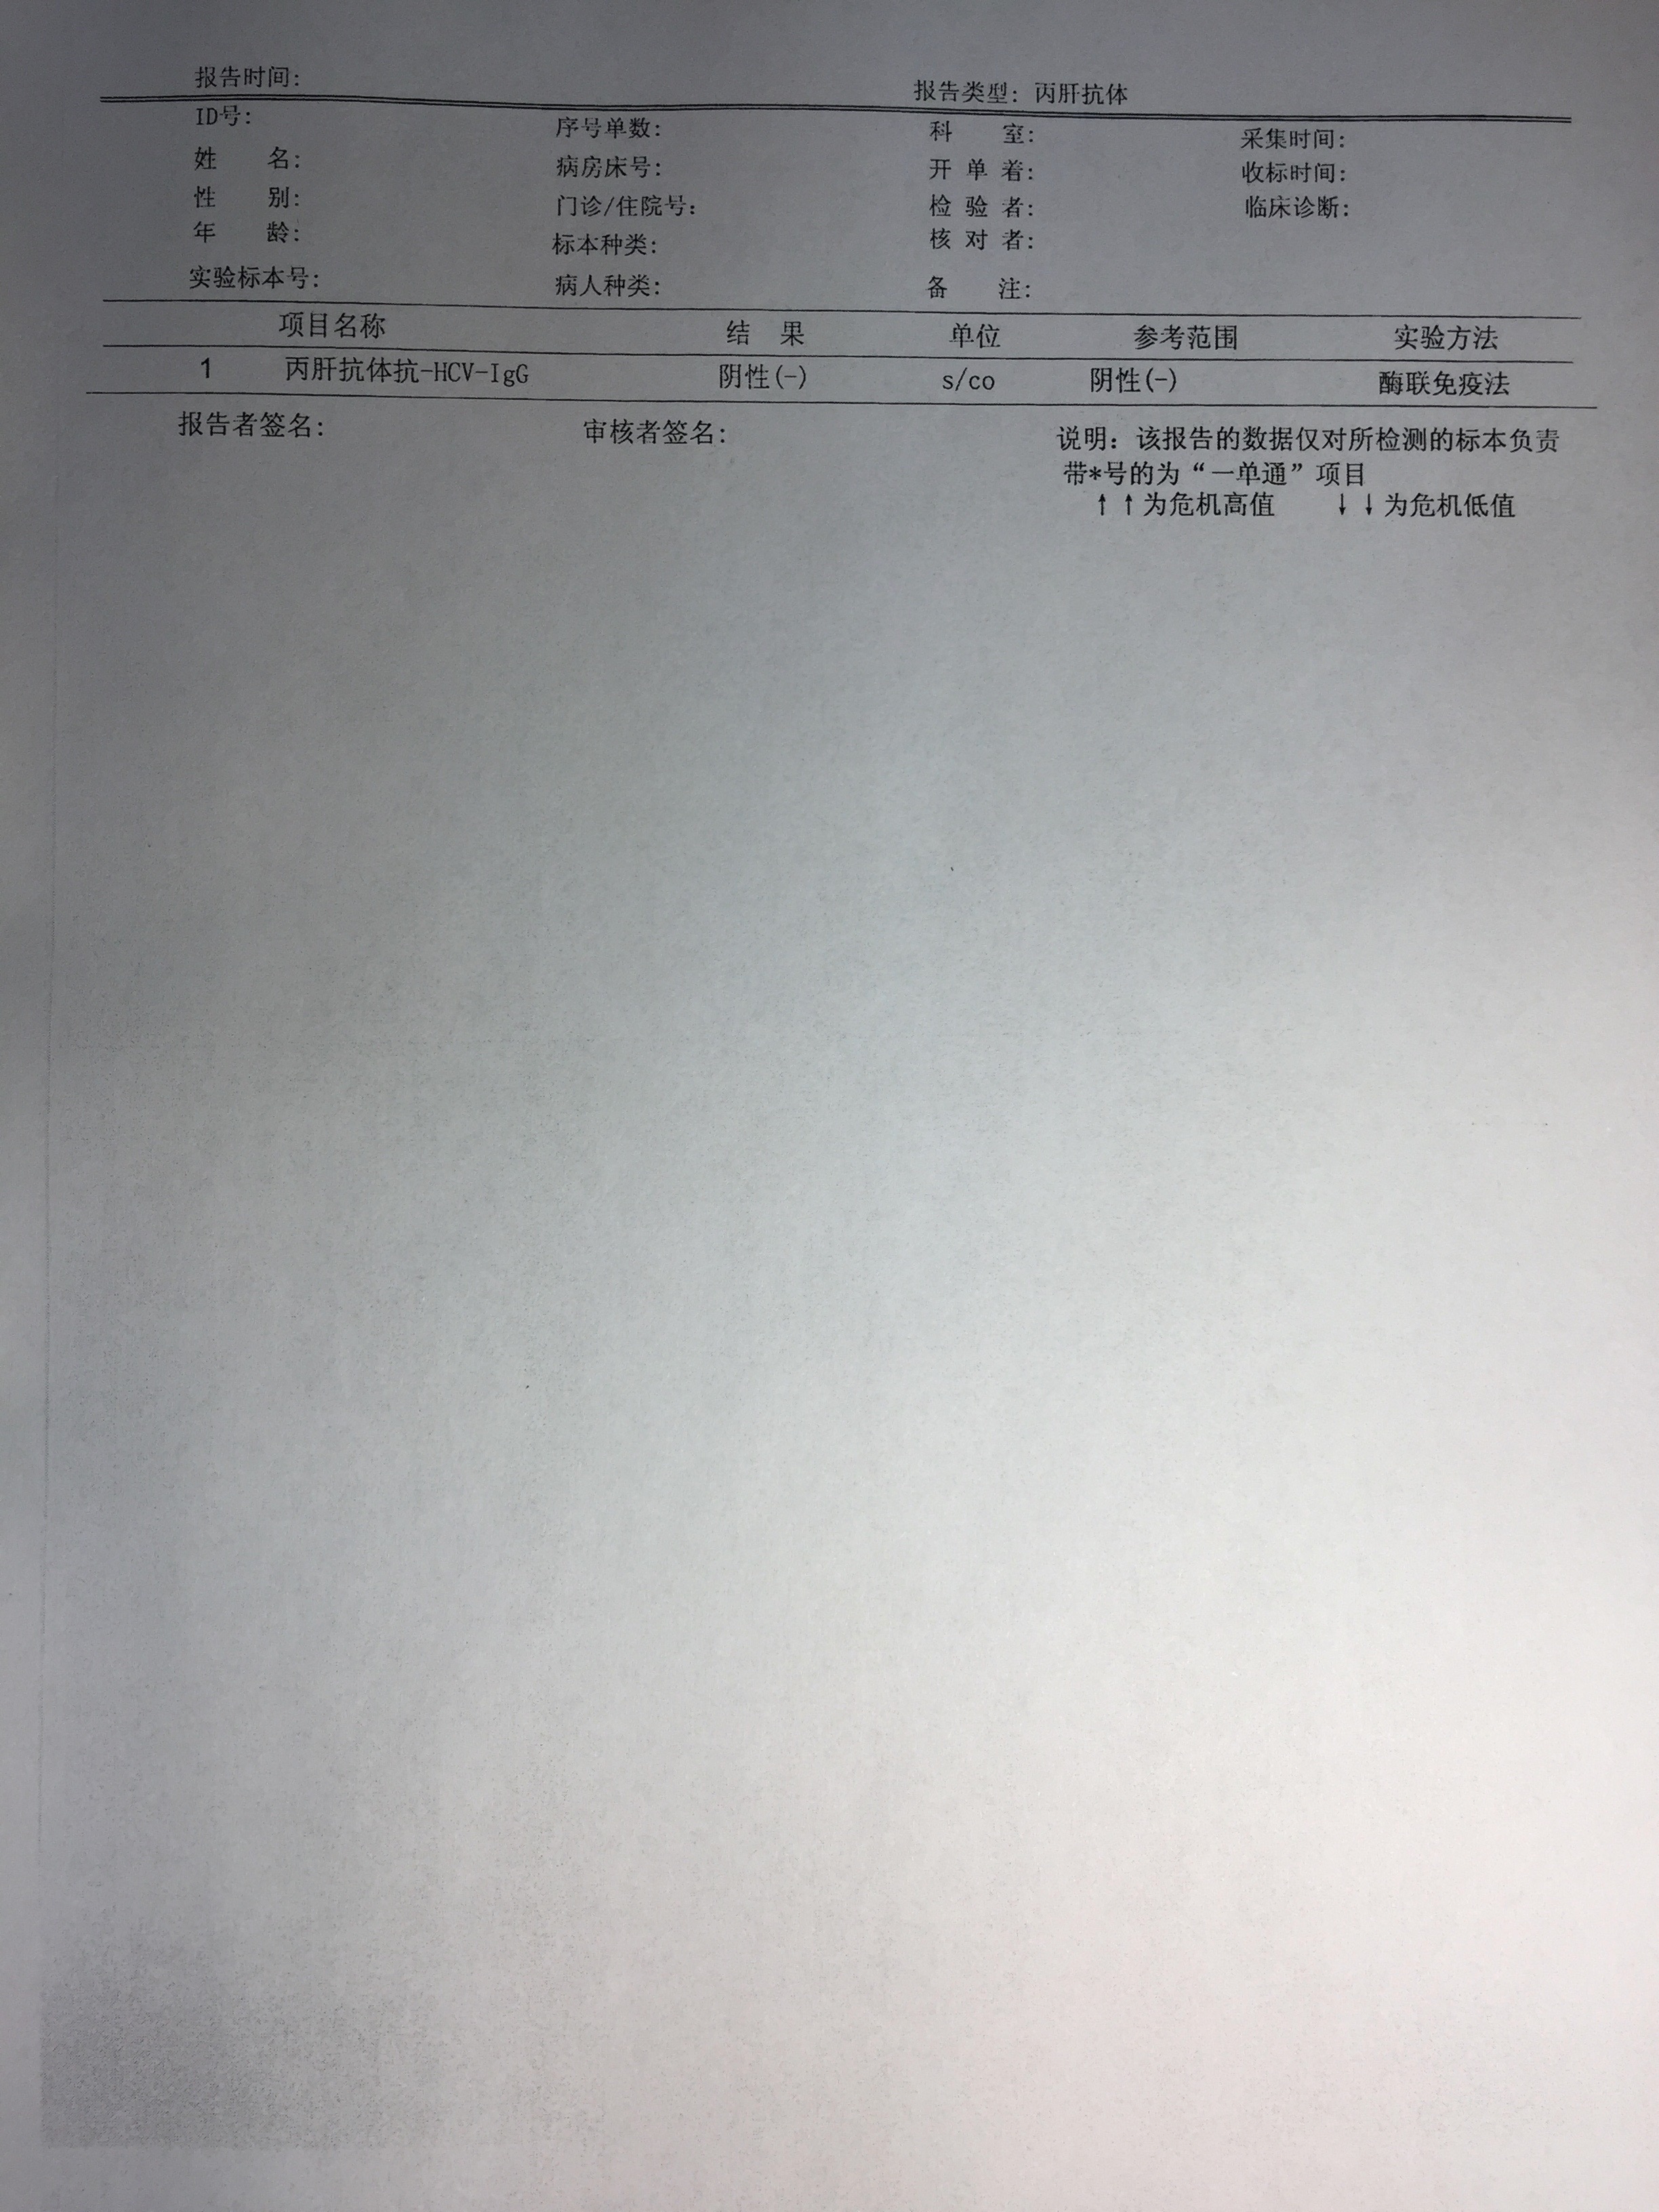 报告时间:
报告类型: 丙肝抗体
ID号: 序号单数: 科 室: 采集时间:
姓 名: 病房床号: 开 单 着: 收标时间:
性 别: 门诊/住院号: 检 验 者: 临床诊断:
年 龄: 标本种类: 核 对 者:
实验标本号: 病人种类: 备 注:
项目名称 结 果 单位 参考范围 实验方法
1 丙肝抗体抗-HCV-IgG 阴性(-) s/co 阴性(-) 酶联免疫法
报告者签名: 审核者签名: 说明: 该报告的数据仅对所检测的标本负责
带*号的为“一单通”项目
↑↑为危机高值 ↓↓为危机低值